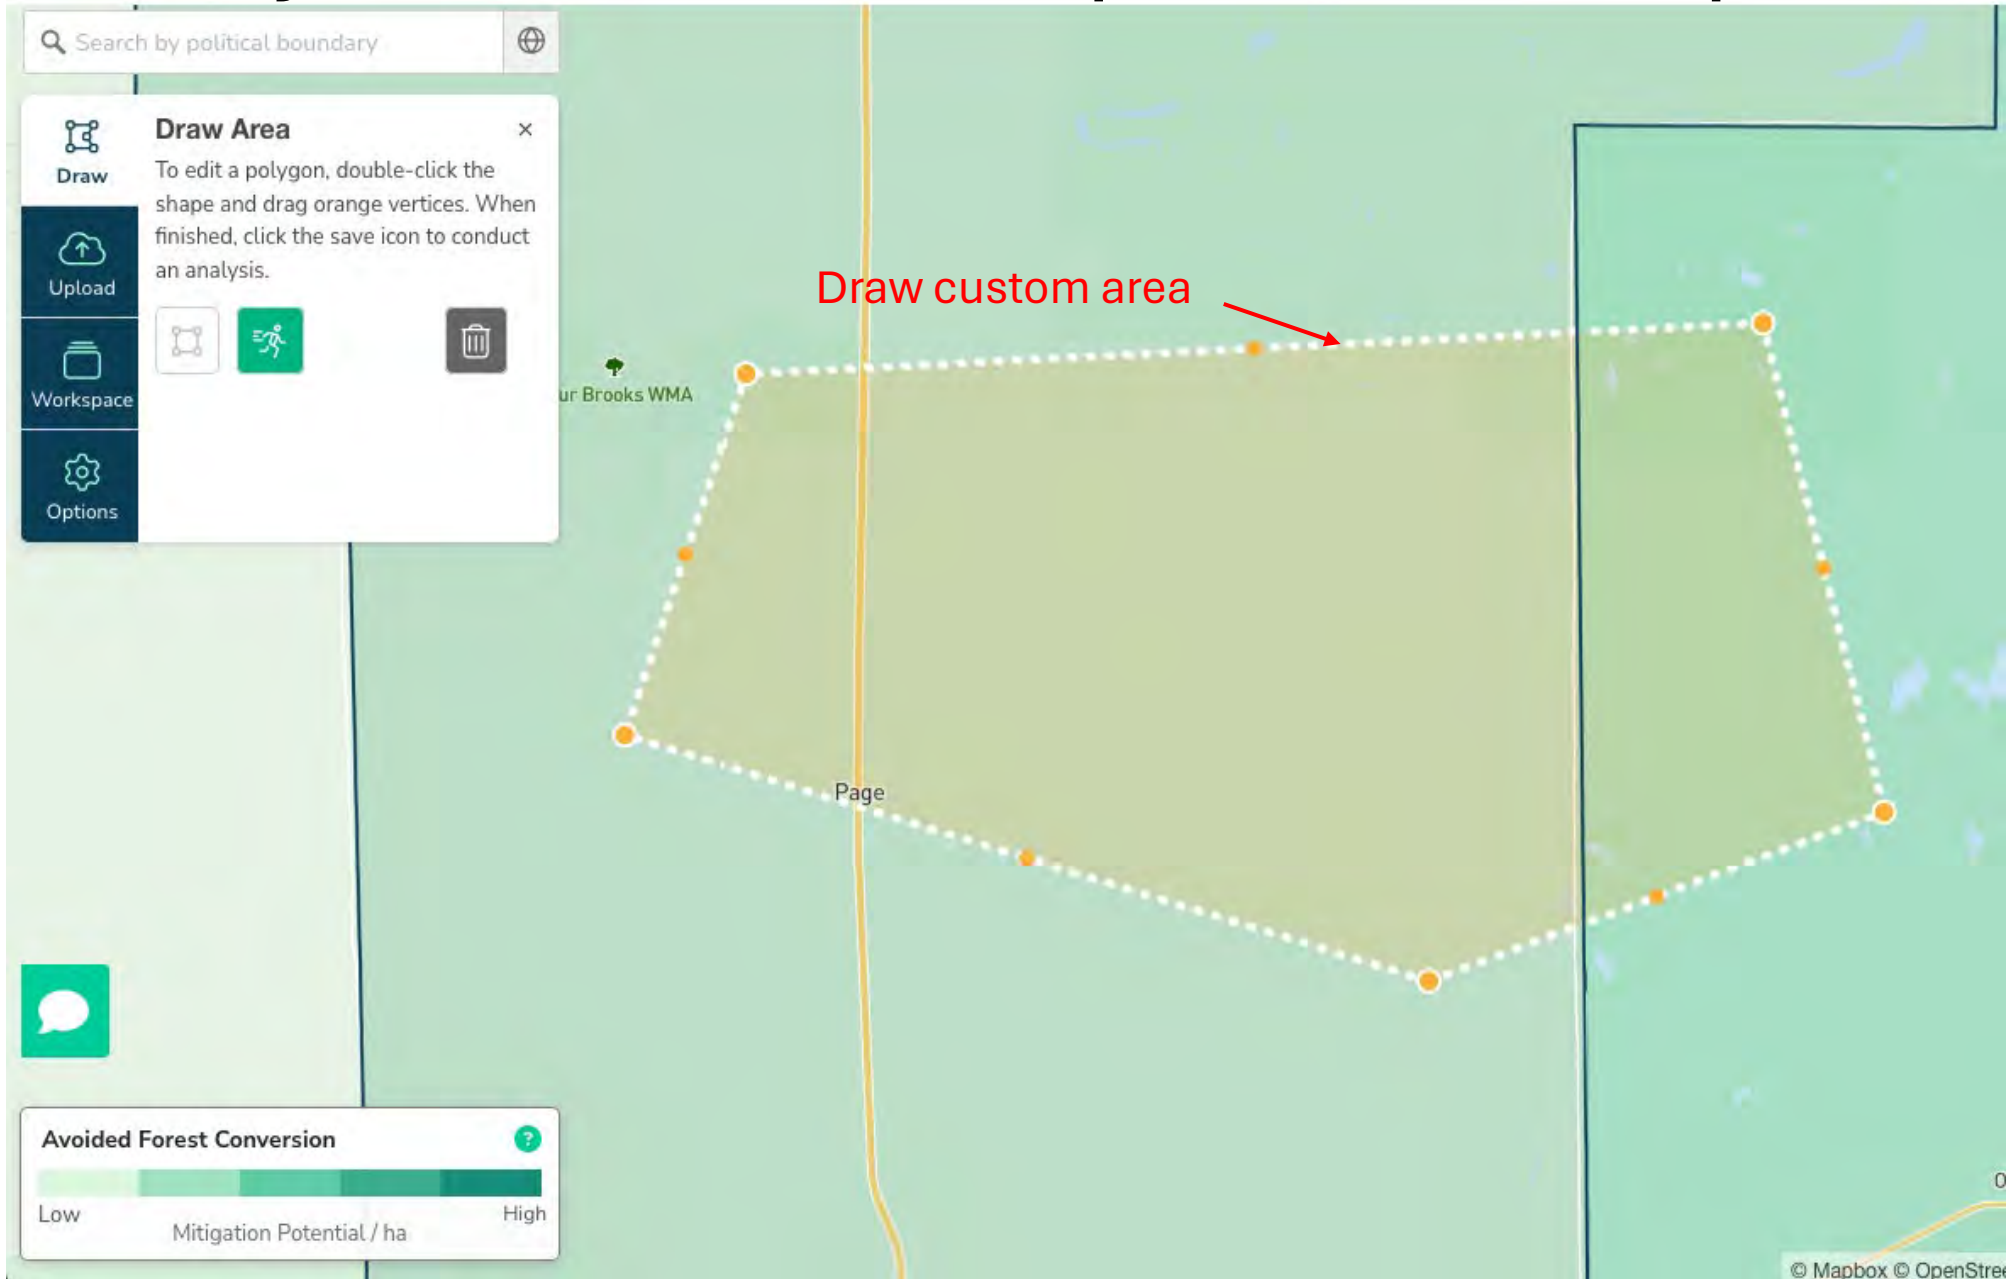 Search by political boundary
Draw
Upload
Workspace
Options
Draw Area
To edit a polygon, double-click the
shape and drag orange vertices. When
finished, click the save icon to conduct
an analysis.
Draw custom area
Brooks WMA
Page
Avoided Forest Conversion
?
Low
High
Mitigation Potential / ha
© Mapbox ©